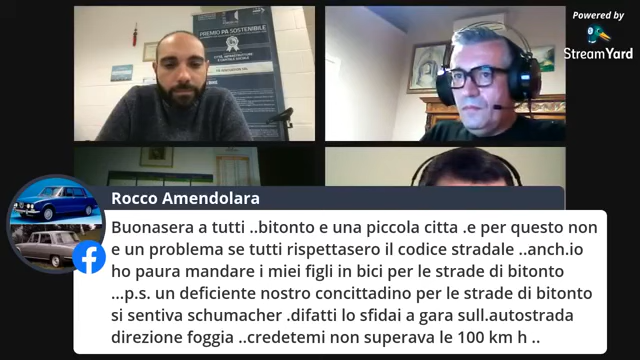 Powered by
StreamYard
PREMIO PA SOSTENIBILE
Rocco Amendolara
Buonasera a tutti ..bitonto e una piccola citta .e per questo non
e un problema se tutti rispettasero il codice stradale ..anch.io
ho paura mandare i miei figli in bici per le strade di bitonto
...p.s. un deficiente nostro concittadino per le strade di bitonto
si sentiva schumacher .difatti lo sfidai a gara sull.autostrada
direzione foggia ..credetemi non superava le 100 km h ..